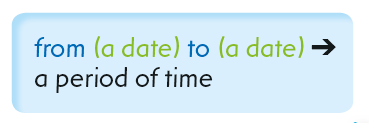 from (a date) to (a date) ➔
a period of time